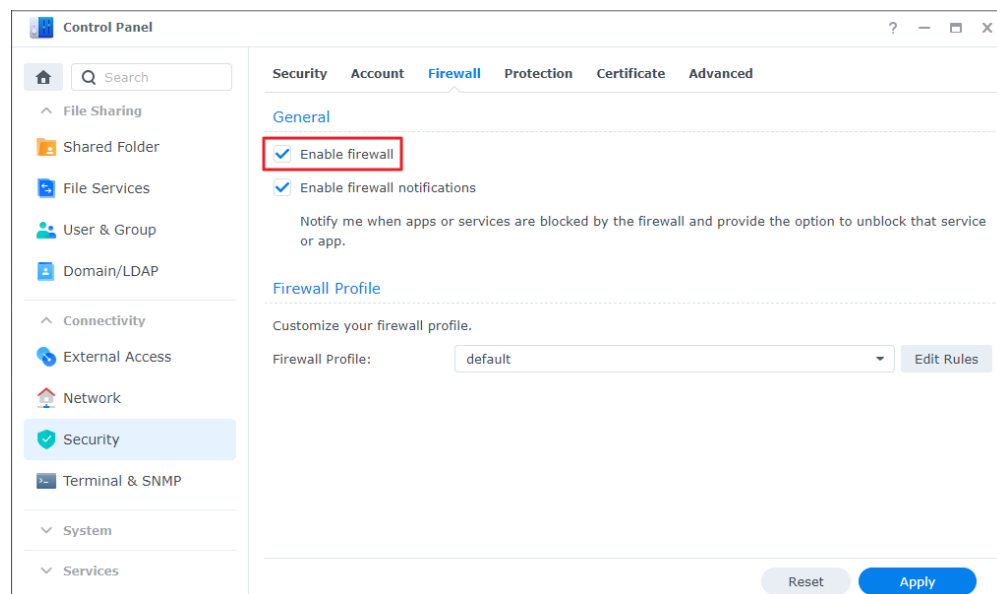 Control Panel
?
Search
File Sharing
Shared Folder
File Services
User & Group
Domain/LDAP
Connectivity
External Access
Network
Security
Terminal & SNMP
System
Services
Security Account Firewall Protection Certificate Advanced
General
Enable firewall
Enable firewall notifications
Notify me when apps or services are blocked by the firewall and provide the option to unblock that service
or app.
Firewall Profile
Customize your firewall profile.
Firewall Profile: default Edit Rules
Reset Apply